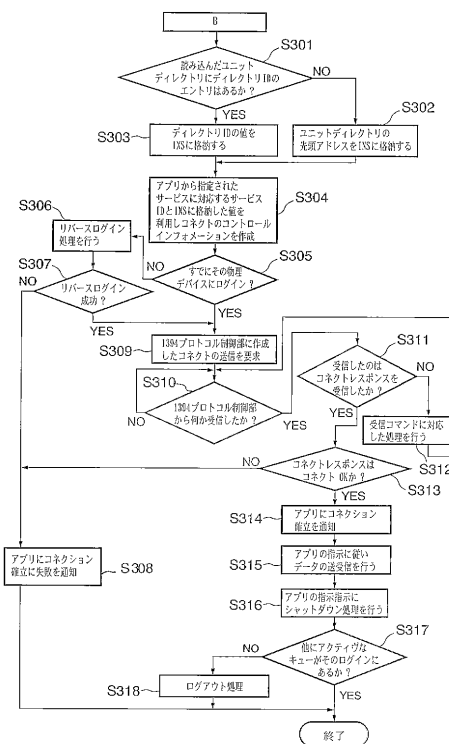 B
S301
読み込んだユニット
ディレクトリにディレクトリIDの
エントリはあるか?
NO
YES
S302
ユニットディレクトリの
先頭アドレスをINSに格納する
S303
ディレクトリIDの値を
INSに格納する
S304
アプリから指定された
サービスに対応するサービス
IDとINSに格納した値を
利用しコネクトのコントロール
インフォメーションを作成
S305
すでにその物理
デバイスにログイン?
NO
YES
S306
リバースログイン
処理を行う
S307
リバースログイン
成功?
NO
YES
S309
1394プロトコル制御部に作成
したコネクトの送信を要求
S310
1394プロトコル制御部
から何か受信したか?
NO
YES
S311
受信したのは
コネクトレスポンスを
受信したか?
NO
YES
受信コマンドに対応
した処理を行う
S312
コネクトレスポンスは
コネクト OKか?
NO
YES
S313
S314
アプリにコネクション
確立を通知
S315
アプリの指示に従い
データの送受信を行う
S316
アプリの指示指示に
シャットダウン処理を行う
アプリにコネクション
確立に失敗を通知
S308
S317
他にアクティヴな
キューがそのログインに
あるか?
NO
YES
S318
ログアウト処理
終了